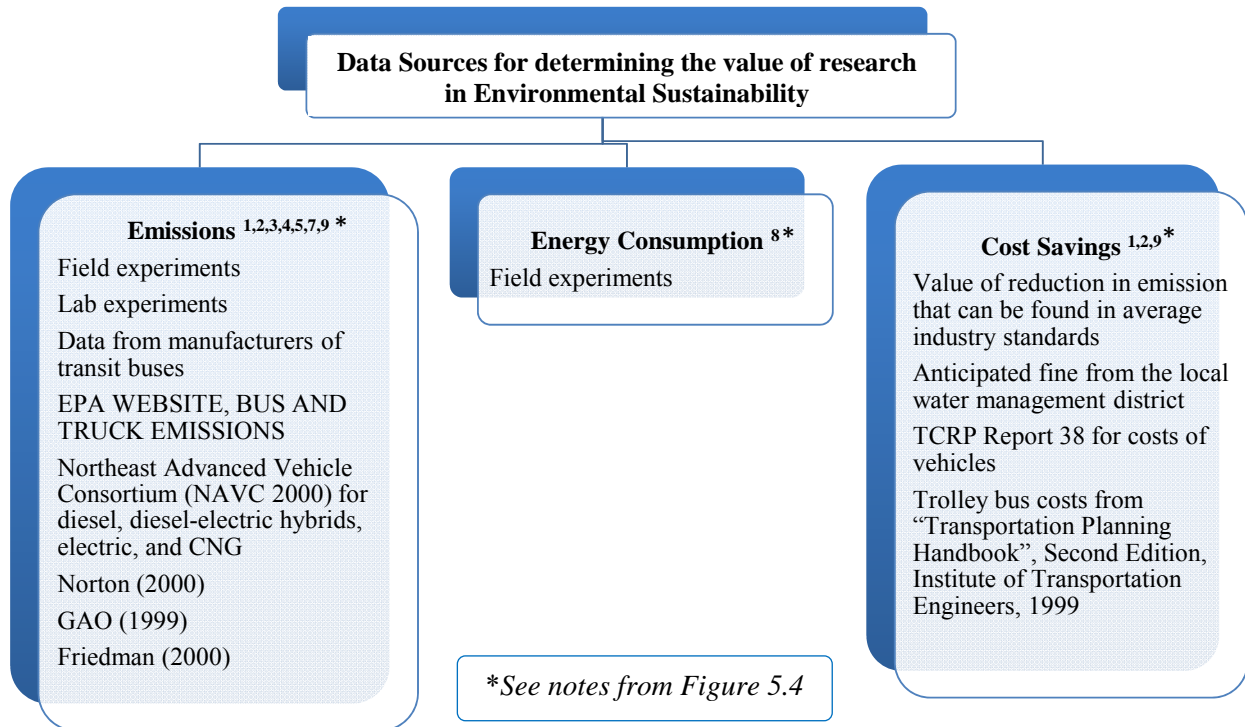 Data Sources for determining the value of research
in Environmental Sustainability
Emissions 1,2,3,4,5,7,9 *
Field experiments
Lab experiments
Data from manufacturers of
transit buses
EPA WEBSITE, BUS AND
TRUCK EMISSIONS
Northeast Advanced Vehicle
Consortium (NAVC 2000) for
diesel, diesel-electric hybrids,
electric, and CNG
Norton (2000)
GAO (1999)
Friedman (2000)
Energy Consumption 8*
Field experiments
Cost Savings 1,2,9*
Value of reduction in emission
that can be found in average
industry standards
Anticipated fine from the local
water management district
TCRP Report 38 for costs of
vehicles
Trolley bus costs from
“Transportation Planning
Handbook”, Second Edition,
Institute of Transportation
Engineers, 1999
*See notes from Figure 5.4